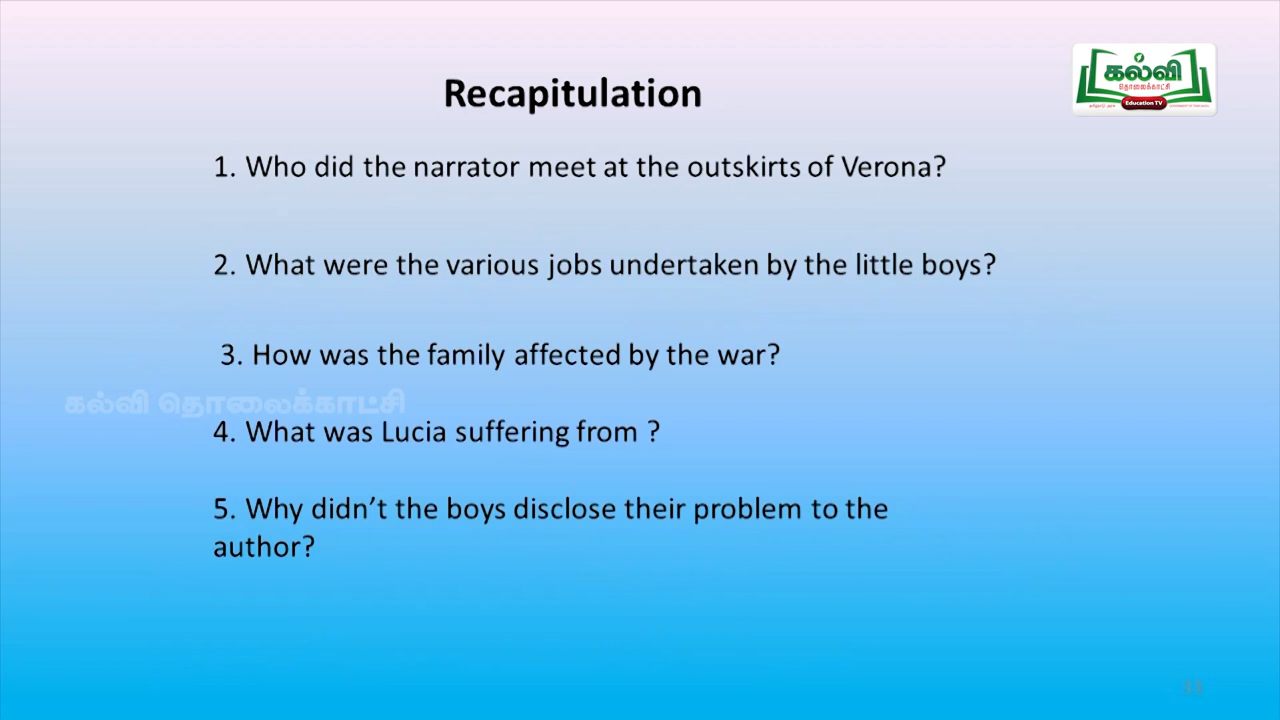 கல்வி
தொலைக்காட்சி
Education TV
Recapitulation
1. Who did the narrator meet at the outskirts of Verona?
2. What were the various jobs undertaken by the little boys?
3. How was the family affected by the war?
கல்வி தொலைக்காட்சி
4. What was Lucia suffering from ?
5. Why didn’t the boys disclose their problem to the
author?